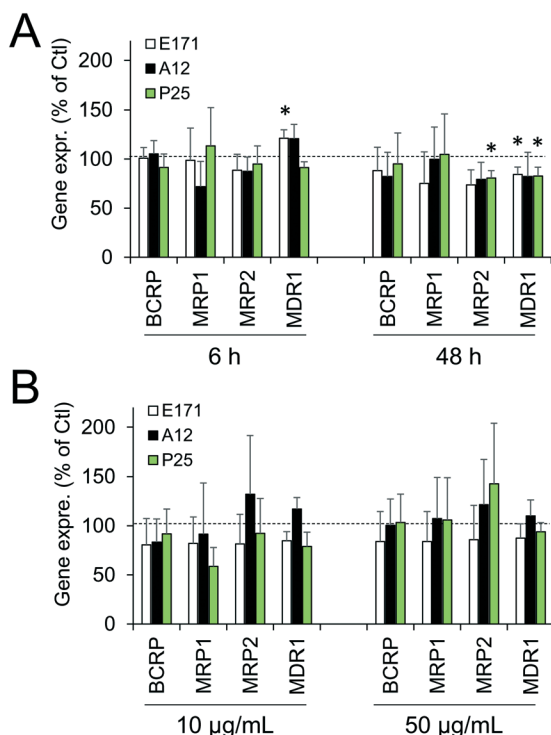 A
Gene expr. (% of Ctl)
200
150
100
50
0
E171
A12
P25
*
*
* *
BCRP
MRP1
MRP2
MDR1
BCRP
MRP1
MRP2
MDR1
6 h
48 h
B
Gene expre. (% of Ctl)
200
150
100
50
0
E171
A12
P25
BCRP
MRP1
MRP2
MDR1
BCRP
MRP1
MRP2
MDR1
10 µg/mL
50 µg/mL